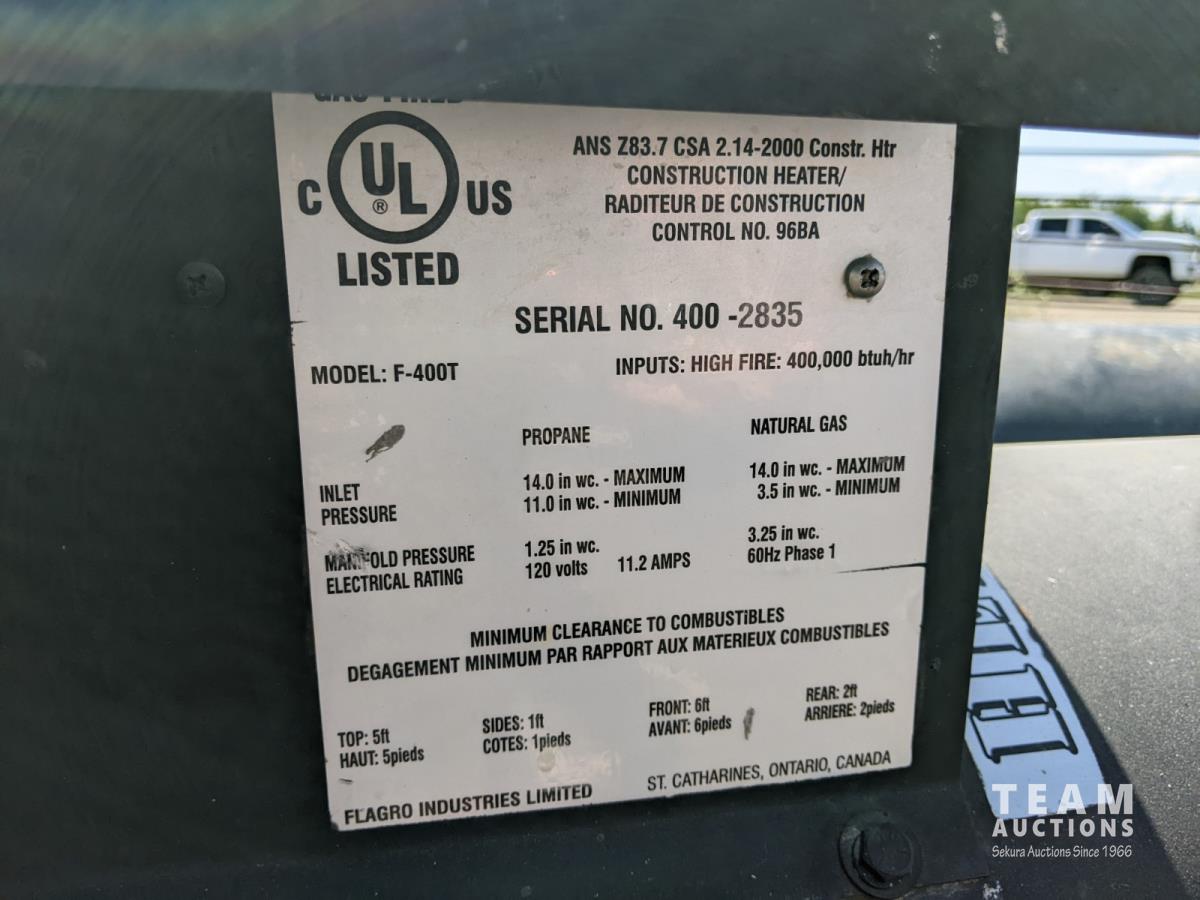 GAS FIRED
C UL ® US
LISTED
ANS Z83.7 CSA 2.14-2000 Constr. Htr
CONSTRUCTION HEATER/
RADITEUR DE CONSTRUCTION
CONTROL NO. 96BA
SERIAL NO. 400 -2835
MODEL: F-400T
INPUTS: HIGH FIRE: 400,000 btuh/hr
PROPANE
NATURAL GAS
INLET PRESSURE
14.0 in wc. - MAXIMUM
11.0 in wc. - MINIMUM
14.0 in wc. - MAXIMUM
3.5 in wc. - MINIMUM
MANIFOLD PRESSURE 1.25 in wc. 3.25 in wc.
ELECTRICAL RATING 120 volts 11.2 AMPS 60Hz Phase 1
MINIMUM CLEARANCE TO COMBUSTiBLES
DEGAGEMENT MINIMUM PAR RAPPORT AUX MATERIEUX COMBUSTIBLES
TOP: 5ft SIDES: 1ft FRONT: 6ft REAR: 2ft
HAUT: 5pieds COTES: 1pieds AVANT: 6pieds ARRIERE: 2pieds
FLAGRO INDUSTRIES LIMITED ST. CATHARINES, ONTARIO, CANADA
TEAM
AUCTIONS
Sekura Auctions Since 1966